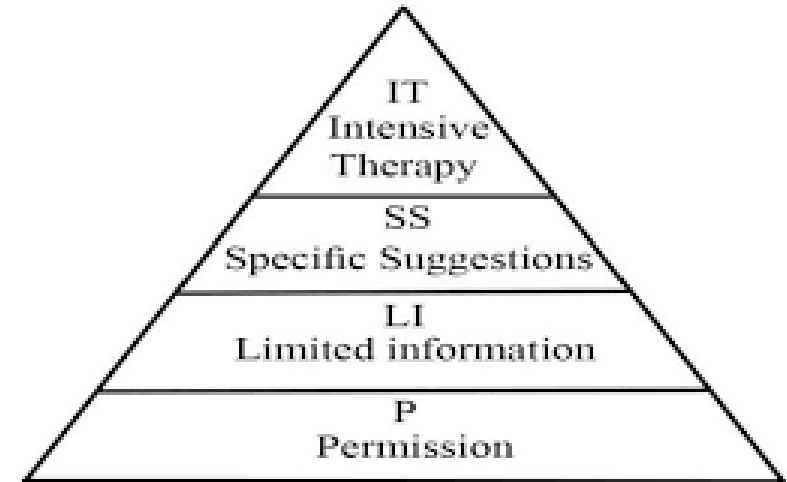 IT
Intensive
Therapy
SS
Specific Suggestions
LI
Limited information
P
Permission